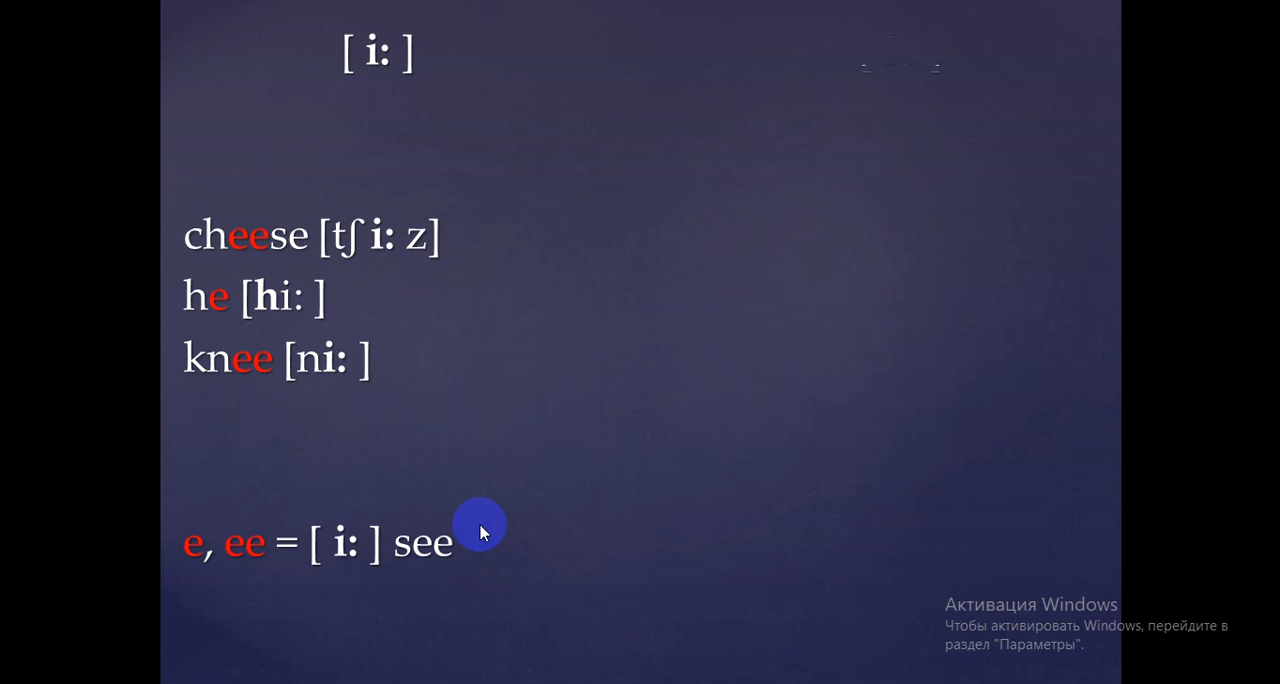 [ i: ]
cheese [tʃ i: z]
he [hi: ]
knee [ni: ]
e, ee = [ i: ] see
Активация Windows
Чтобы активировать Windows, перейдите в
раздел "Параметры".